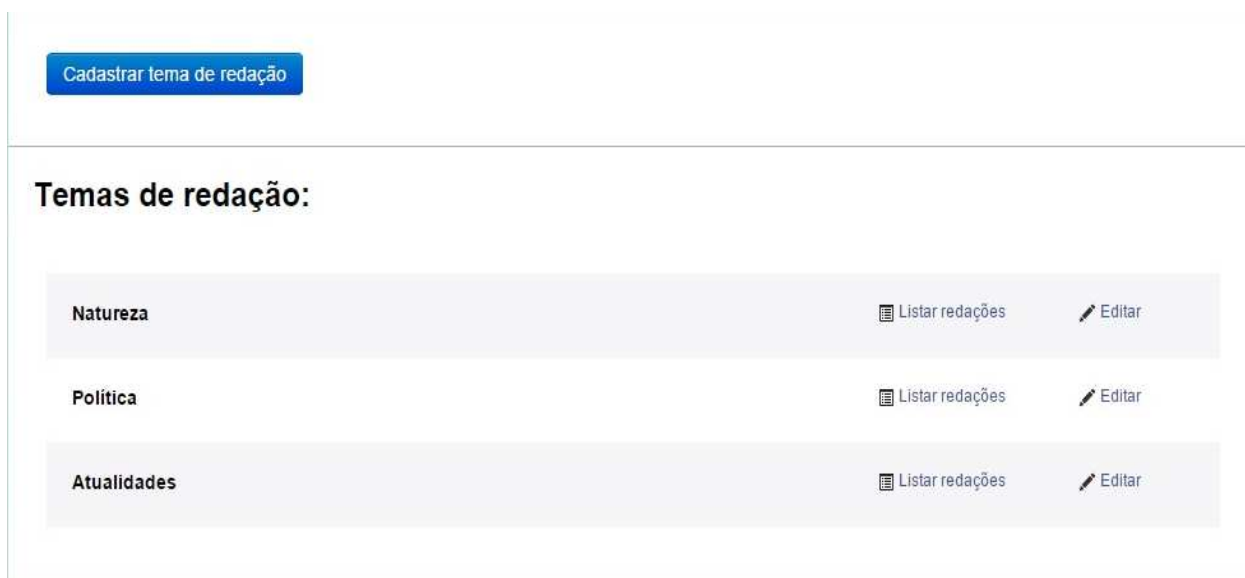 Cadastrar tema de redação
Temas de redação:
Natureza Listar redações Editar
Política Listar redações Editar
Atualidades Listar redações Editar